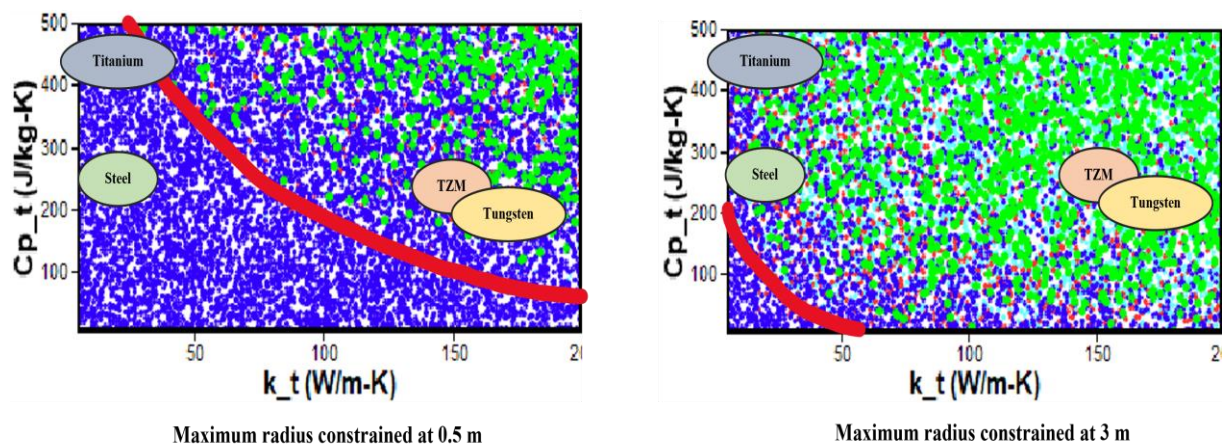 500
400
300
200
100
Cp_t (J/kg-K)
Titanium
Steel
TZM
Tungsten
50
100
150
20
k_t (W/m-K)
Maximum radius constrained at 0.5 m
500
400
300
200
100
Cp_t (J/kg-K)
Titanium
Steel
TZM
Tungsten
50
100
150
20
k_t (W/m-K)
Maximum radius constrained at 3 m